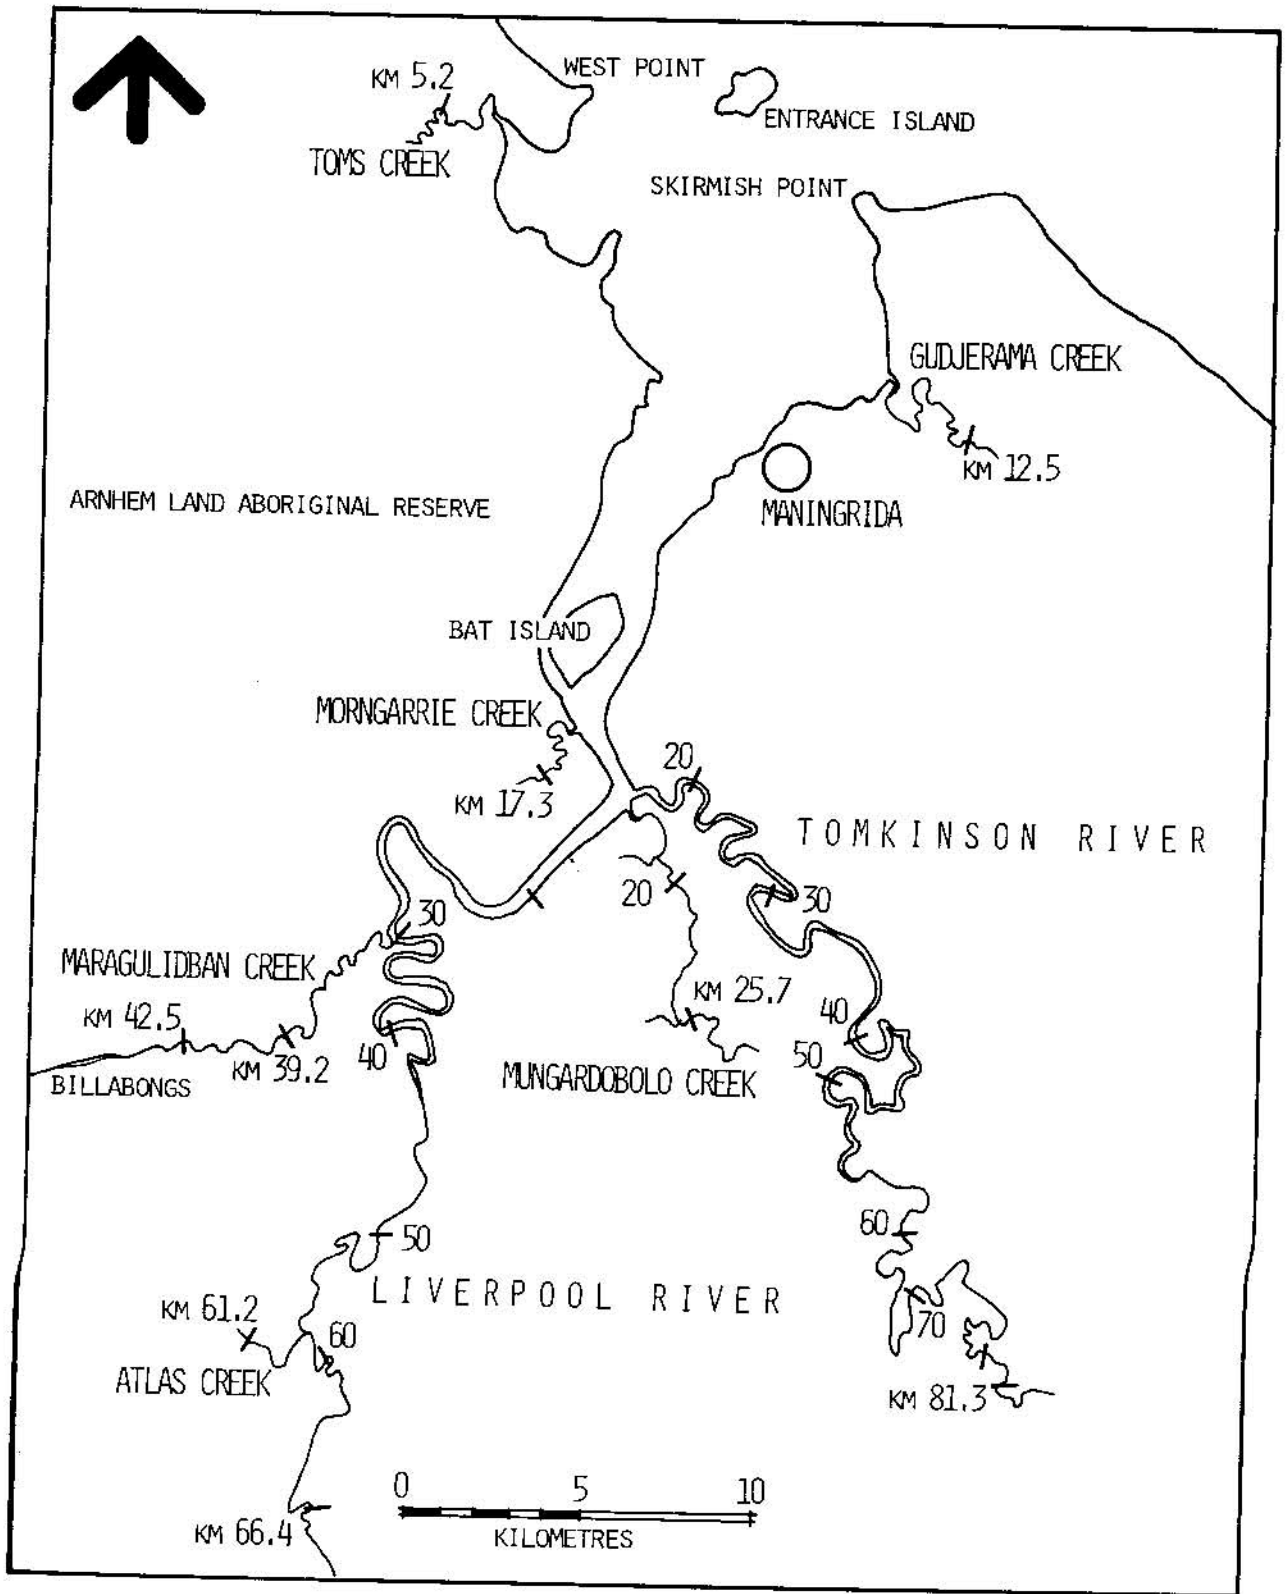 WEST POINT
KM 5.2
ENTRANCE ISLAND
TOMS CREEK
SKIRMISH POINT
GUDJERAMA CREEK
KM 12.5
ARNHEM LAND ABORIGINAL RESERVE
MANINGRIDA
BAT ISLAND
MORNGARRIE CREEK
20
KM 17.3
TOMKINSON RIVER
20
30
30
MARAGULIDBAN CREEK
KM 25.7
KM 42.5
40
40
KM 39.2
50
BILLABONGS
MUNGARDOBOLO CREEK
60
50
LIVERPOOL RIVER
KM 61.2
70
60
ATLAS CREEK
KM 81.3
0 5 10
KILOMETRES
KM 66.4